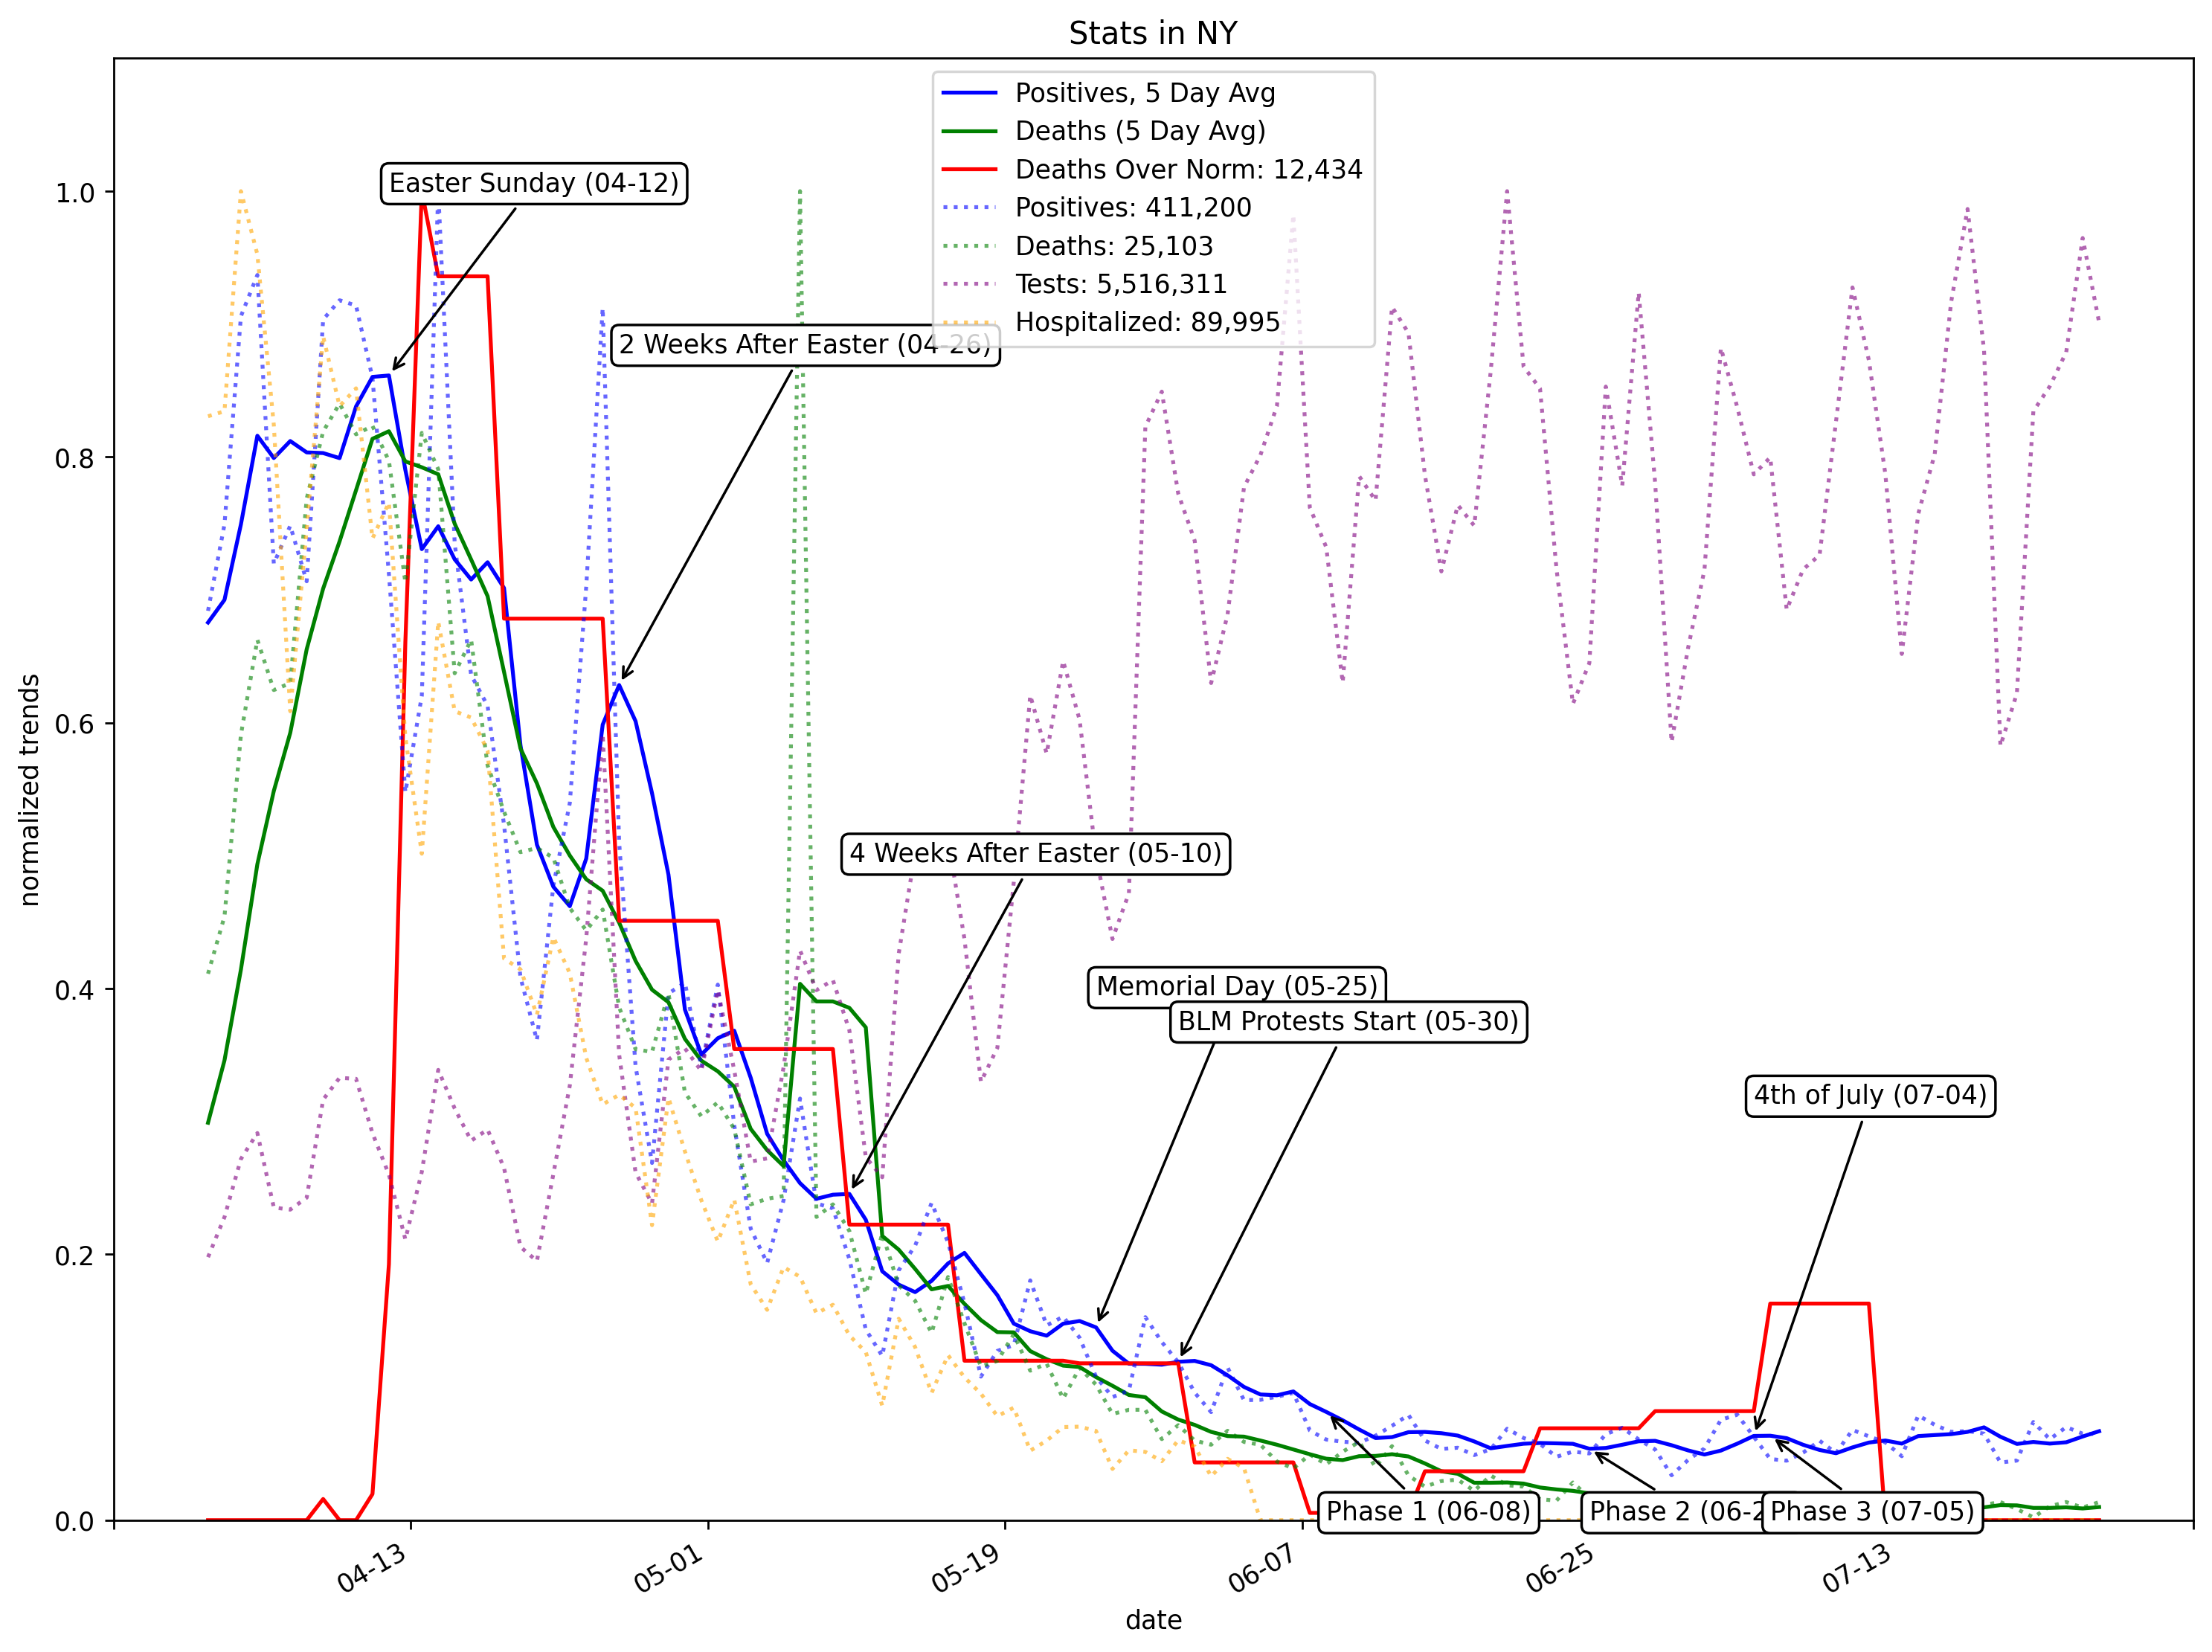 Stats in NY
Positives, 5 Day Avg
Deaths (5 Day Avg)
Deaths Over Norm: 12,434
Positives: 411,200
Deaths: 25,103
Tests: 5,516,311
Hospitalized: 89,995
Easter Sunday (04-12)
2 Weeks After Easter (04-26)
4 Weeks After Easter (05-10)
Memorial Day (05-25)
BLM Protests Start (05-30)
4th of July (07-04)
Phase 1 (06-08)
Phase 2 (06-2
Phase 3 (07-05)
normalized trends
1.0
0.8
0.6
0.4
0.2
0.0
04-13
05-01
05-19
06-07
06-25
07-13
date